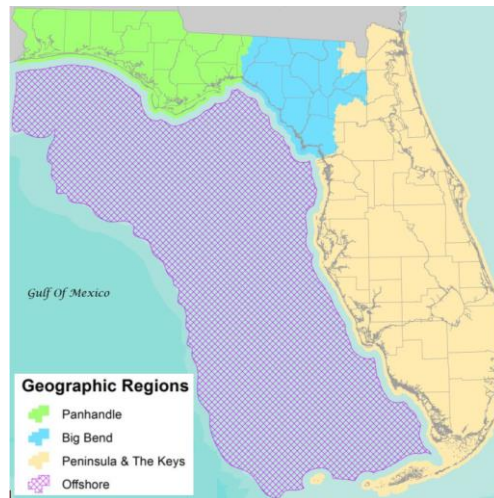 Gulf Of Mexico
Geographic Regions
Panhandle
Big Bend
Peninsula & The Keys
Offshore